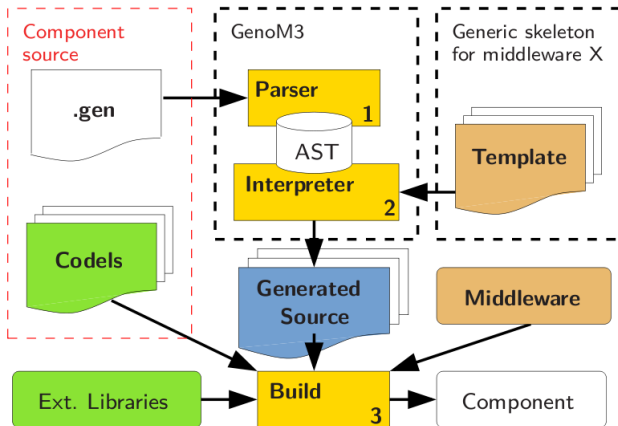 Component
source
GenoM3
Generic skeleton
for middleware X
.gen
Parser
1
AST
Template
Interpreter
2
Codels
Generated
Source
Middleware
Ext. Libraries
Build
3
Component